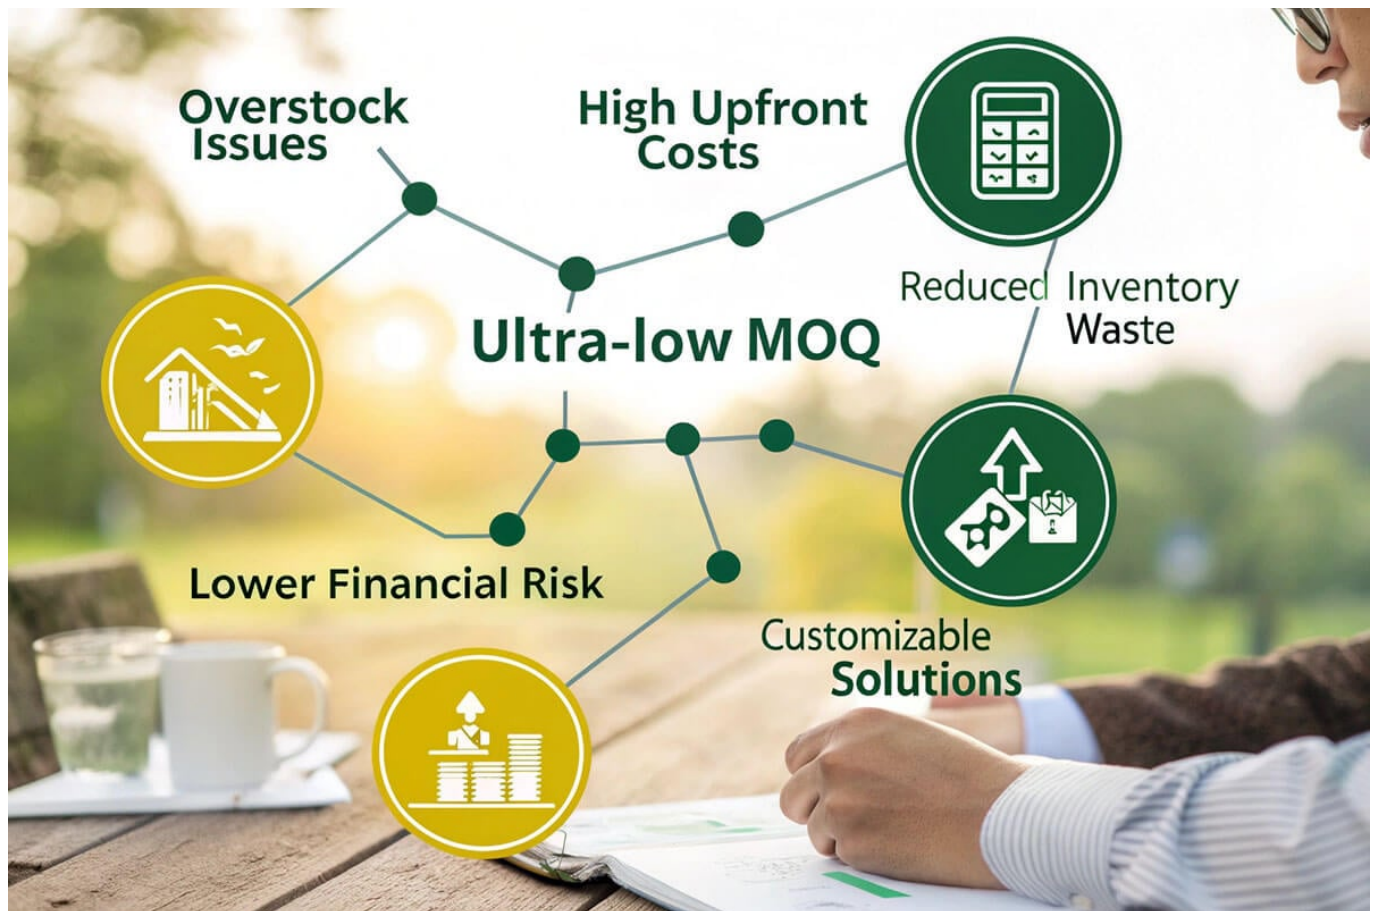 Overstock
Issues
High Upfront
Costs
Reduced Inventory
Waste
Ultra-low MOQ
Lower Financial Risk
Customizable
Solutions